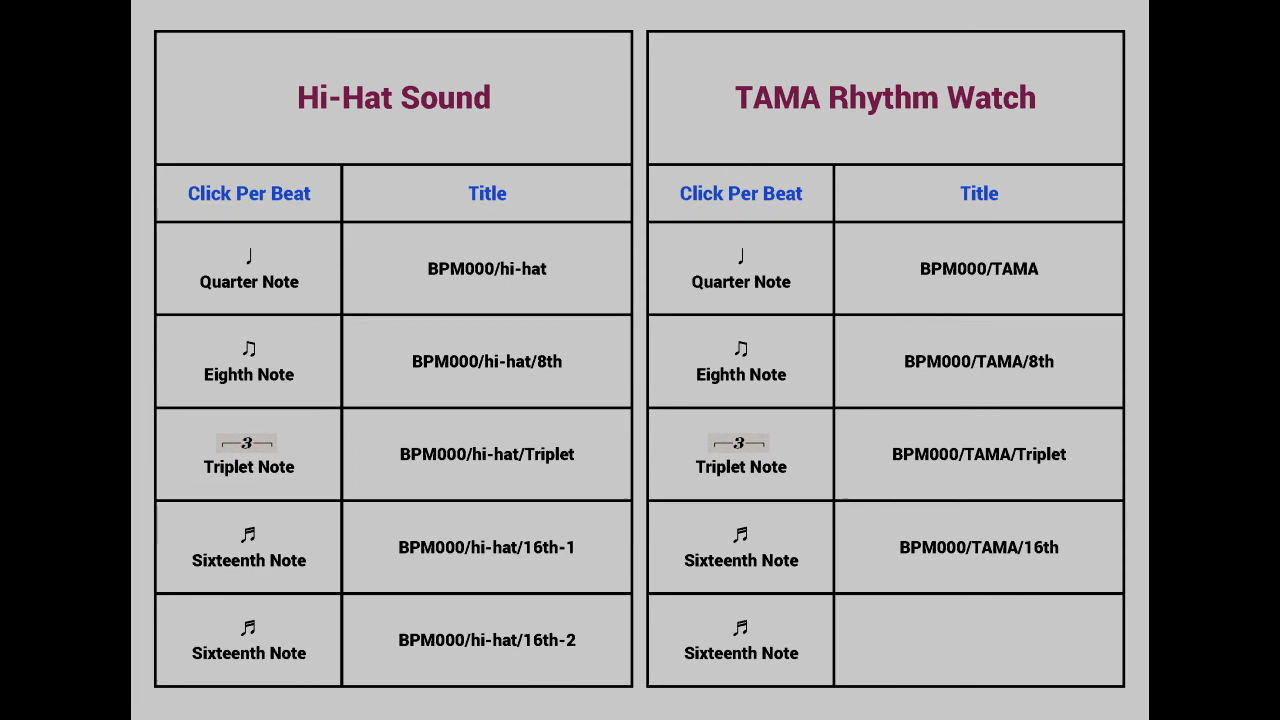 Hi-Hat Sound
Click Per Beat
Title
♩
Quarter Note
BPM000/hi-hat
♫
Eighth Note
BPM000/hi-hat/8th
3
Triplet Note
BPM000/hi-hat/Triplet
♬
Sixteenth Note
BPM000/hi-hat/16th-1
♬
Sixteenth Note
BPM000/hi-hat/16th-2
TAMA Rhythm Watch
Click Per Beat
Title
♩
Quarter Note
BPM000/TAMA
♫
Eighth Note
BPM000/TAMA/8th
3
Triplet Note
BPM000/TAMA/Triplet
♬
Sixteenth Note
BPM000/TAMA/16th
♬
Sixteenth Note